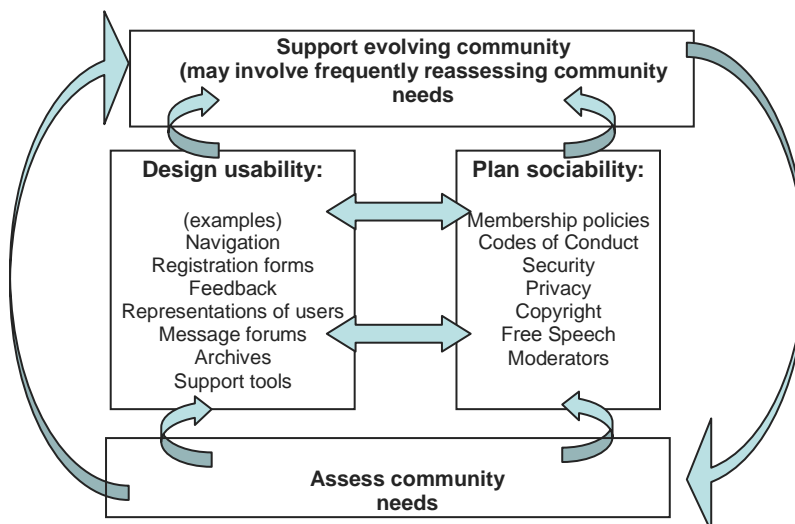 Support evolving community
(may involve frequently reassessing community
needs
Design usability:
(examples)
Navigation
Registration forms
Feedback
Representations of users
Message forums
Archives
Support tools
Plan sociability:
Membership policies
Codes of Conduct
Security
Privacy
Copyright
Free Speech
Moderators
Assess community
needs